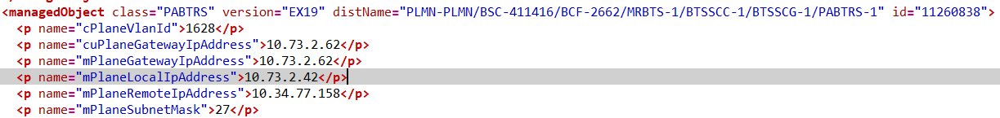 <managedObject class="PABTRS" version="EX19" distName="PLMN-PLMN/BSC-411416/BCF-2662/MRBTS-1/BTSSCC-1/BTSSCG-1/PABTRS-1" id="11260838">
<p name="cPlaneVlanId">1628</p>
<p name="cuPlaneGatewayIpAddress">10.73.2.62</p>
<p name="mPlaneGatewayIpAddress">10.73.2.62</p>
<p name="mPlaneLocalIpAddress">10.73.2.42</p>
<p name="mPlaneRemoteIpAddress">10.34.77.158</p>
<p name="mPlaneSubnetMask">27</p>